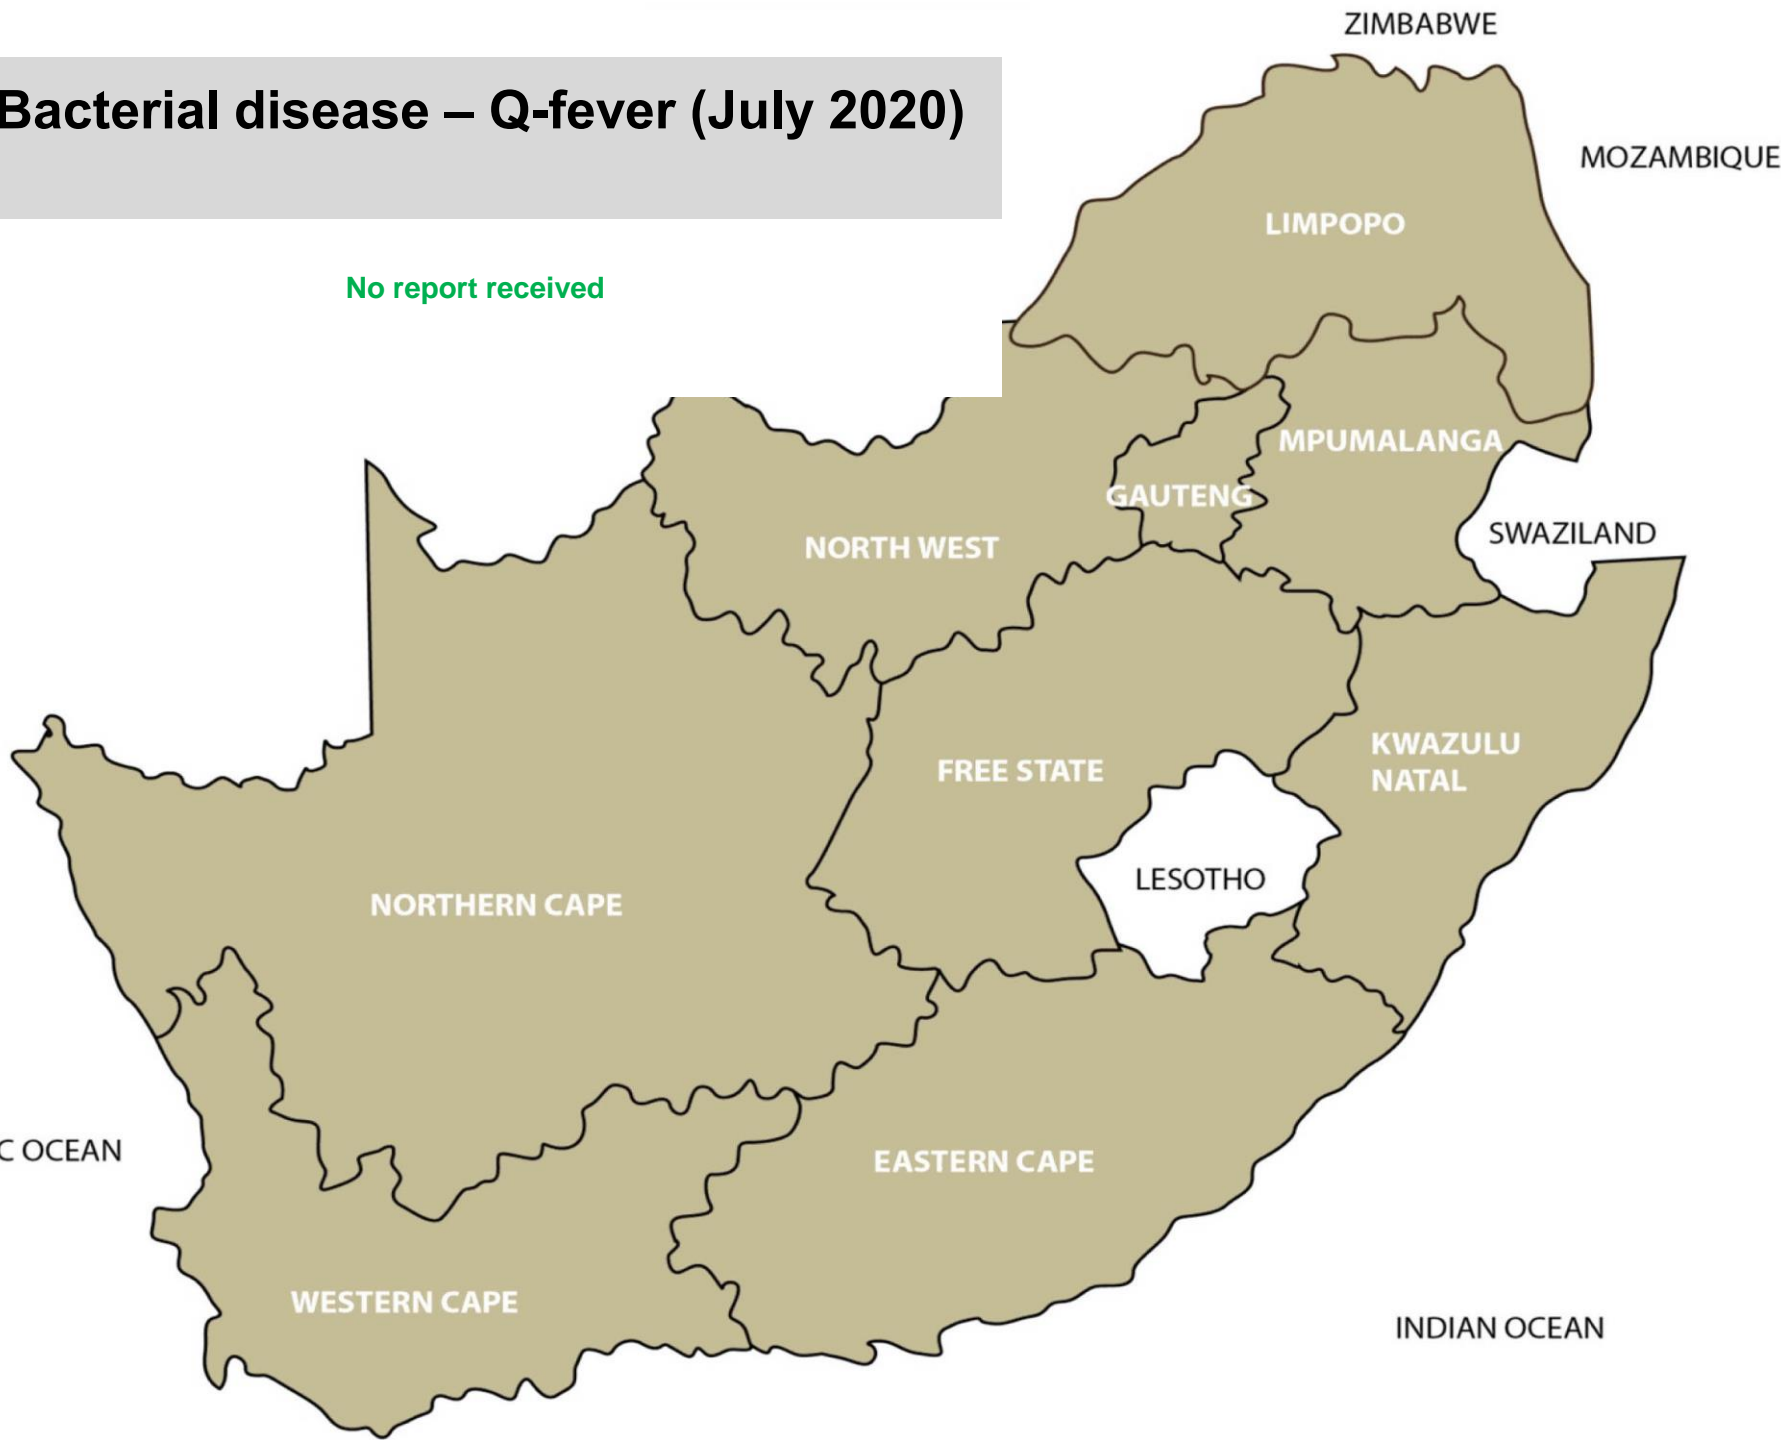 ZIMBABWE
Bacterial disease – Q-fever (July 2020)
MOZAMBIQUE
LIMPOPO
No report received
MPUMALANGA
GAUTENG
SWAZILAND
NORTH WEST
KWAZULU
NATAL
FREE STATE
LESOTHO
NORTHERN CAPE
C OCEAN
EASTERN CAPE
WESTERN CAPE
INDIAN OCEAN